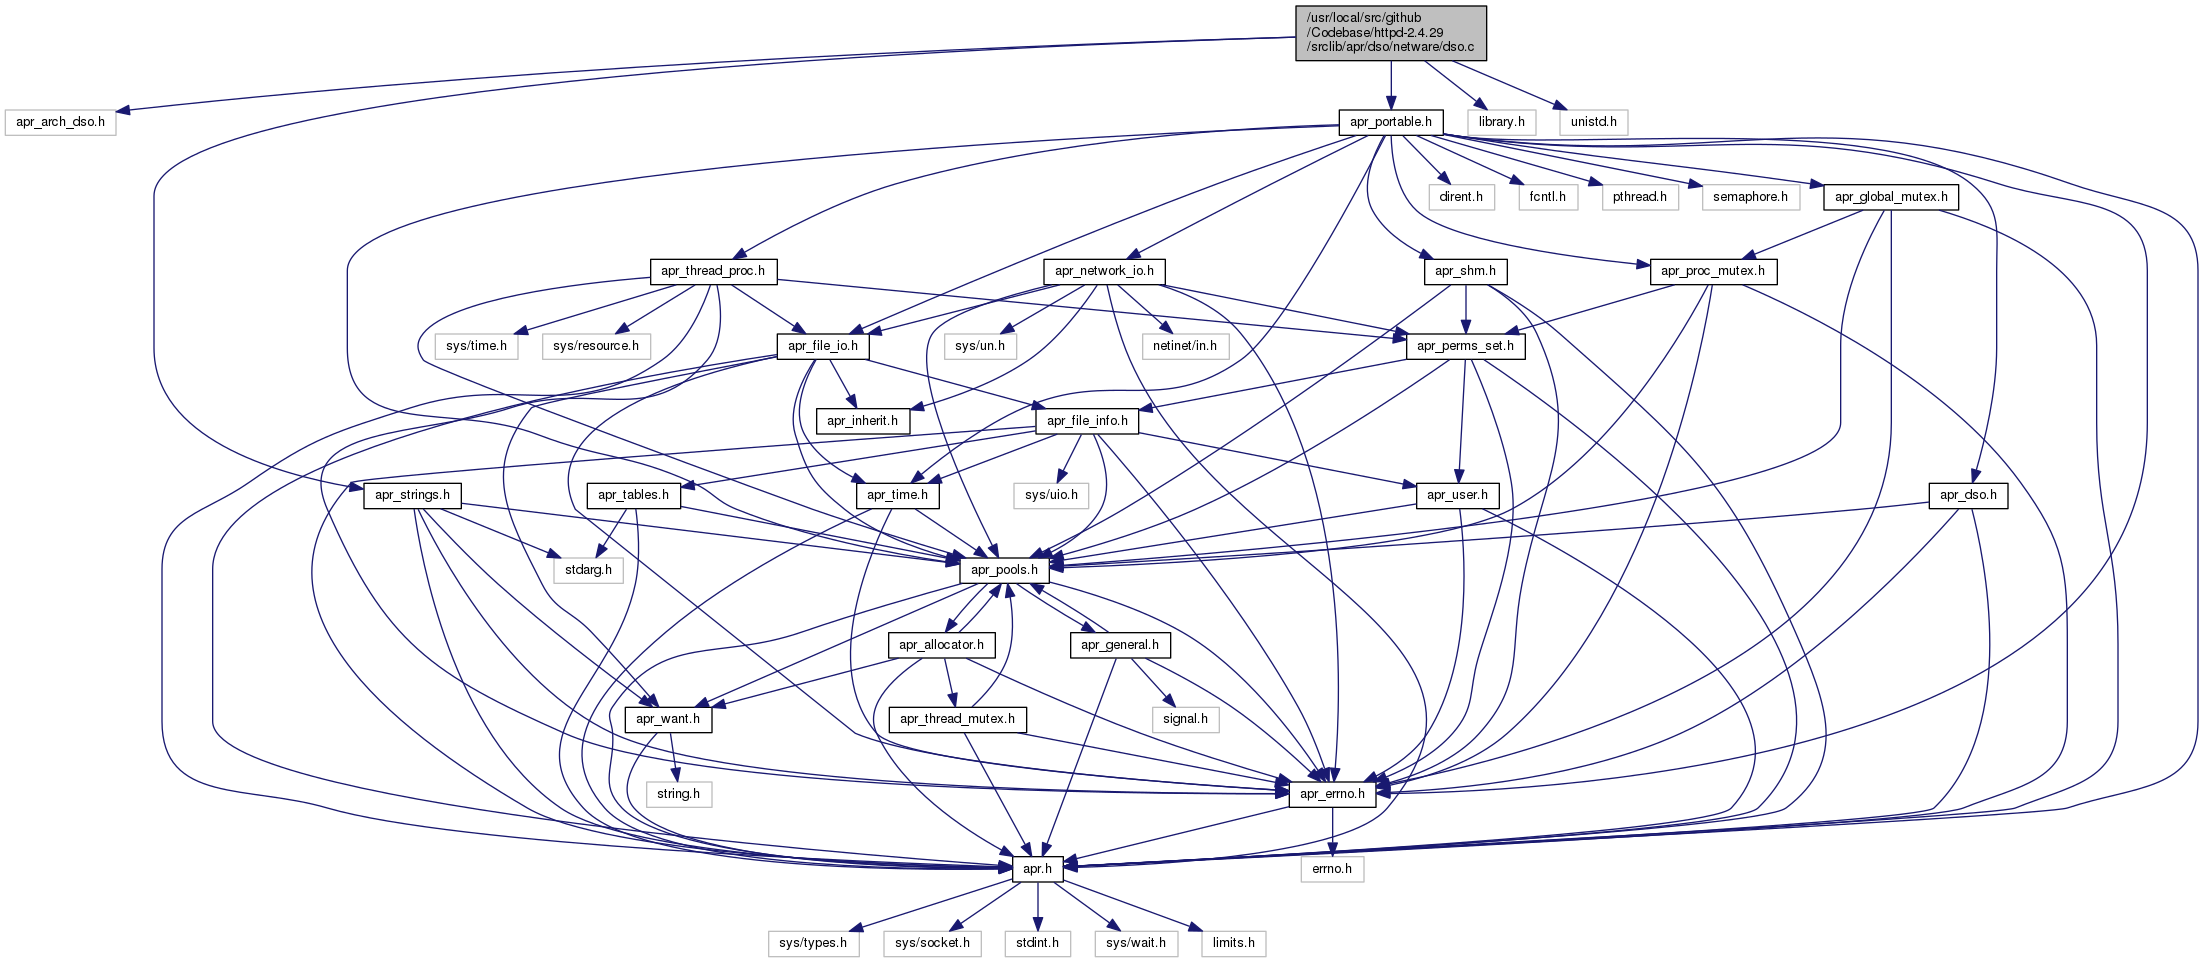 /usr/local/src/github
/Codebase/httpd-2.4.29
/srclib/apr/dso/netware/dso.c
apr_arch_dso.h
apr_portable.h
library.h
unistd.h
dirent.h
fcntl.h
pthread.h
semaphore.h
apr_global_mutex.h
apr_thread_proc.h
apr_network_io.h
apr_shm.h
apr_proc_mutex.h
sys/time.h
sys/resource.h
apr_file_io.h
sys/un.h
netinet/in.h
apr_perms_set.h
apr_inherit.h
apr_file_info.h
apr_strings.h
apr_tables.h
apr_time.h
sys/uio.h
apr_user.h
apr_dso.h
stdarg.h
apr_pools.h
apr_allocator.h
apr_general.h
apr_want.h
apr_thread_mutex.h
signal.h
string.h
apr_errno.h
apr.h
errno.h
sys/types.h
sys/socket.h
stdint.h
sys/wait.h
limits.h